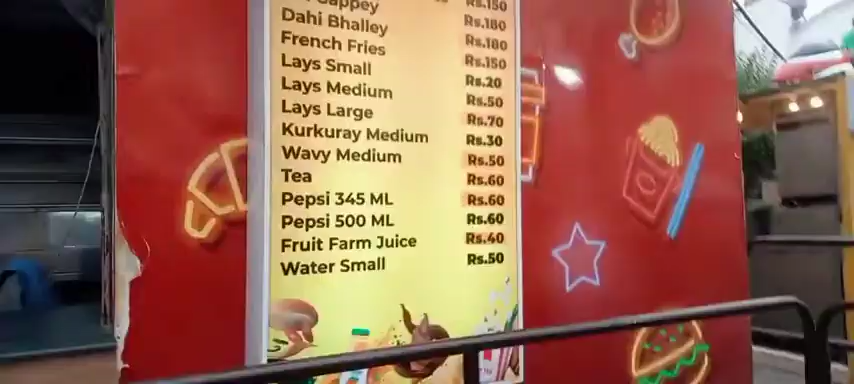 Rs.150
Gappey Rs.180
Dahi Bhalley Rs.180
French Fries Rs.150
Lays Small Rs.20
Lays Medium Rs.50
Lays Large Rs.70
Kurkuray Medium Rs.30
Wavy Medium Rs.50
Tea Rs.60
Pepsi 345 ML Rs.60
Pepsi 500 ML Rs.60
Fruit Farm Juice Rs.40
Water Small Rs.50